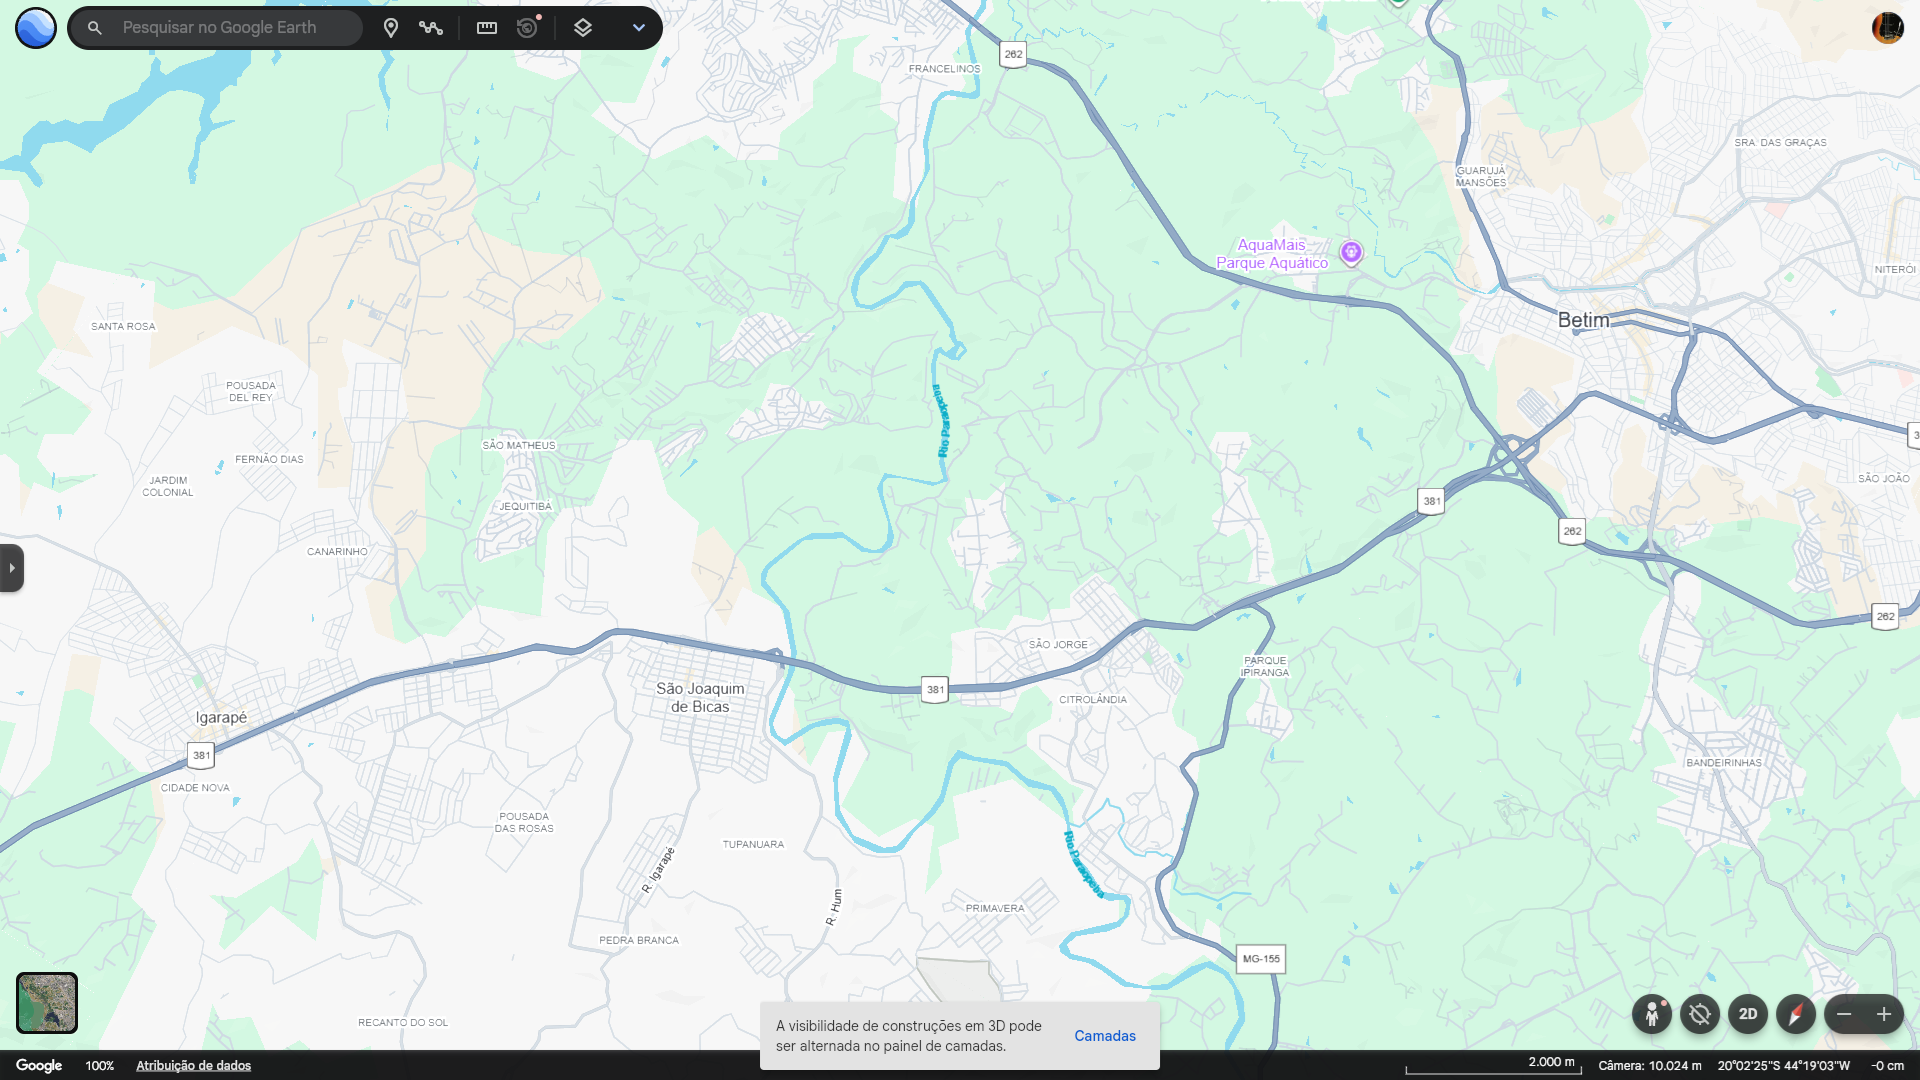 Pesquisar no Google Earth
262
FRANCELINOS
SRA. DAS GRAÇAS
GUARUJÁ
MANSÕES
AquaMais
Parque Aquático
NITERÓI
SANTA ROSA
Betim
POUSADA
DEL REY
Rio Paraopeba
SÃO MATHEUS
FERNÃO DIAS
3
JARDIM
COLONIAL
SÃO JOÃO
JEQUITIBÁ
381
262
CANARINHO
262
SÃO JORGE
PARQUE
IPIRANGA
São Joaquim
de Bicas
381
CITROLÂNDIA
Igarapé
381
BANDEIRINHAS
CIDADE NOVA
POUSADA
DAS ROSAS
TUPANUARA
R. Igarapé
Rio Paraopeba
R. Hum
PRIMAVERA
PEDRA BRANCA
MG-155
RECANTO DO SOL
A visibilidade de construções em 3D pode
ser alternada no painel de camadas.
Camadas
2D
Google
100%
Atribuição de dados
2.000 m
Câmera: 10.024 m
20°02'25"S 44°19'03"W
-0 cm